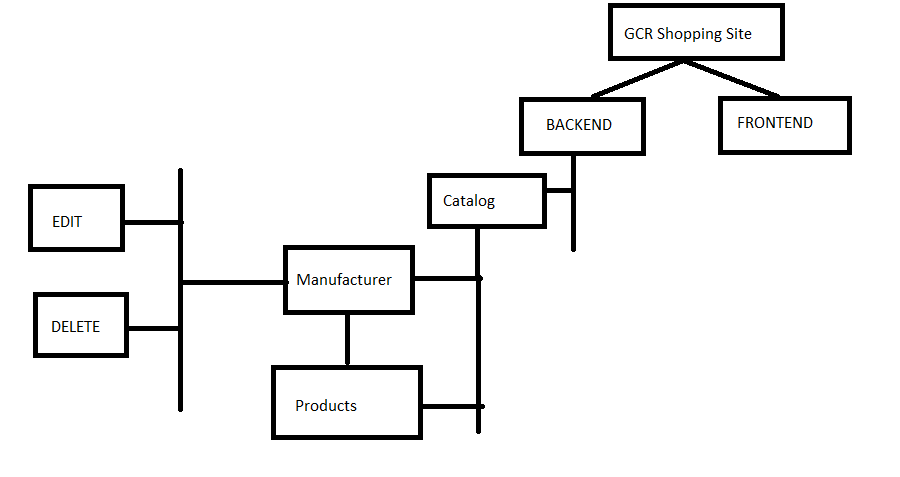 GCR Shopping Site
BACKEND
FRONTEND
Catalog
EDIT
Manufacturer
DELETE
Products